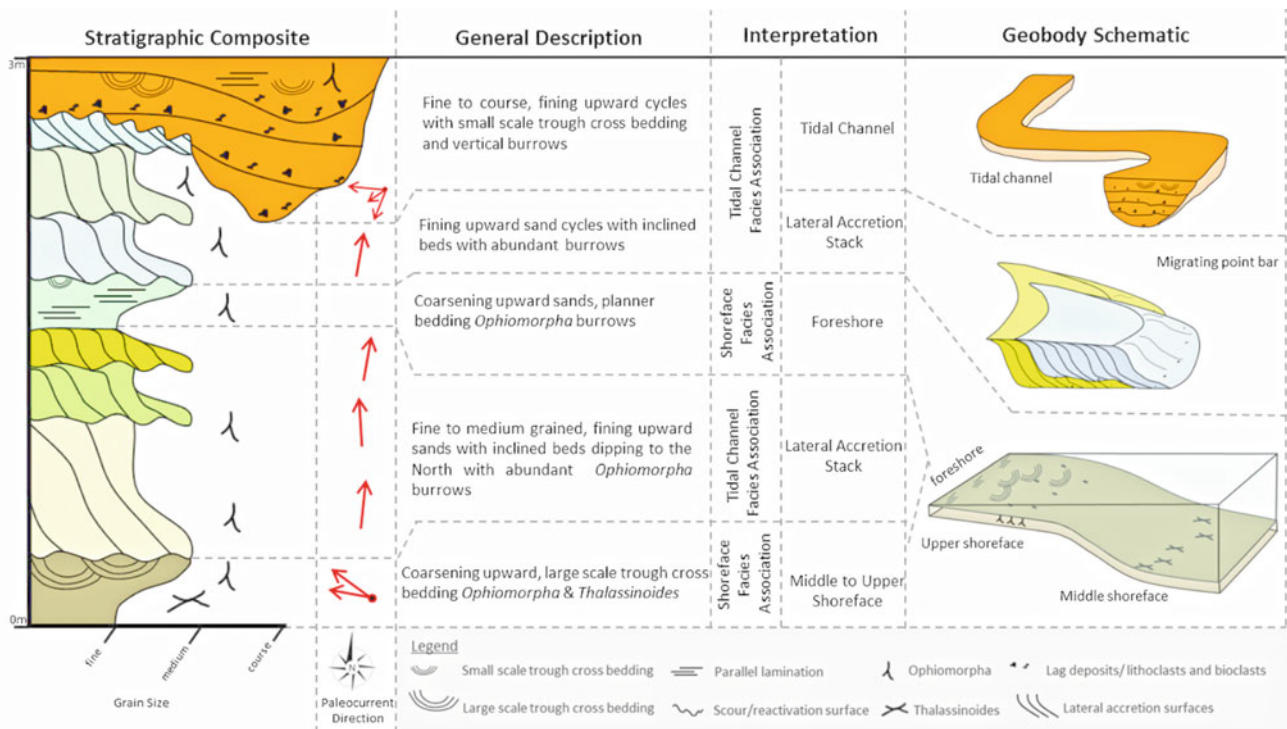 Stratigraphic Composite
General Description
Interpretation
Geobody Schematic
3m
Fine to course, fining upward cycles
with small scale trough cross bedding
and vertical burrows
Tidal Channel
Facies Association
Tidal Channel
Tidal channel
Fining upward sand cycles with inclined
beds with abundant burrows
Lateral Accretion
Stack
Migrating point bar
Coarsening upward sands, planner
bedding Ophiomorpha burrows
Shoreface
Facies
Association
Foreshore
Fine to medium grained, fining upward
sands with inclined beds dipping to the
North with abundant Ophiomorpha
burrows
Tidal Channel
Facies Association
Lateral Accretion
Stack
foreshore
Upper shoreface
Middle shoreface
Coarsening upward, large scale trough cross
bedding Ophiomorpha & Thalassinoides
Shoreface
Facies
Association
Middle to Upper
Shoreface
0m
fine
medium
course
Grain Size
N
Paleocurrent
Direction
Legend
Small scale trough cross bedding
Parallel lamination
Ophiomorpha
Lag deposits/lithoclasts and bioclasts
Large scale trough cross bedding
Scour/reactivation surface
Thalassinoides
Lateral accretion surfaces